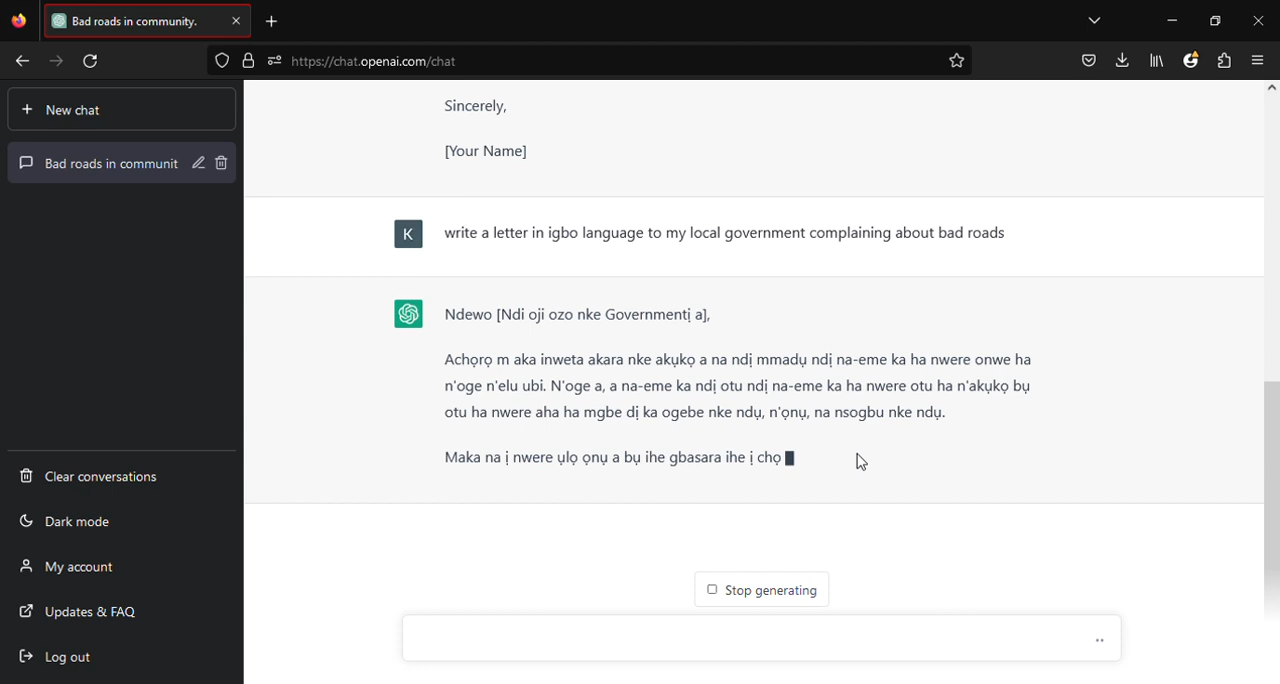 Bad roads in community.
https://chat.openai.com/chat
New chat
Bad roads in communit
Clear conversations
Dark mode
My account
Updates & FAQ
Log out
Sincerely,
[Your Name]
K
write a letter in igbo language to my local government complaining about bad roads
Ndewo [Ndi oji ozo nke Governmentị a],
Achọrọ m aka inweta akara nke akụkọ a na ndị mmadụ ndị na-eme ka ha nwere onwe ha
n'oge n'elu ubi. N'oge a, a na-eme ka ndị otu ndị na-eme ka ha nwere otu ha n'akụkọ bụ
otu ha nwere aha ha mgbe dị ka ogebe nke ndụ, n'ọnụ, na nsogbu nke ndụ.
Maka na ị nwere ụlọ ọnụ a bụ ihe gbasara ihe ị chọ
Stop generating